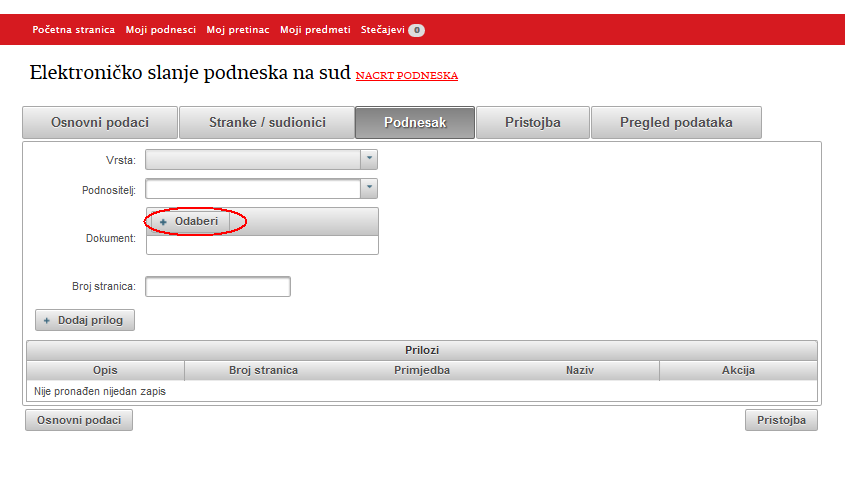 Početna stranica Moji podnesci Moj pretinac Moji predmeti Stečajevi 0
Elektroničko slanje podneska na sud NACRT PODNESKA
Osnovni podaci Stranke / sudionici Podnesak Pristojba Pregled podataka
Vrsta:
Podnositelj:
+ Odaberi
Dokument:
Broj stranica:
+ Dodaj prilog
Prilozi
Opis Broj stranica Primjedba Naziv Akcija
Nije pronađen nijedan zapis
Osnovni podaci Pristojba